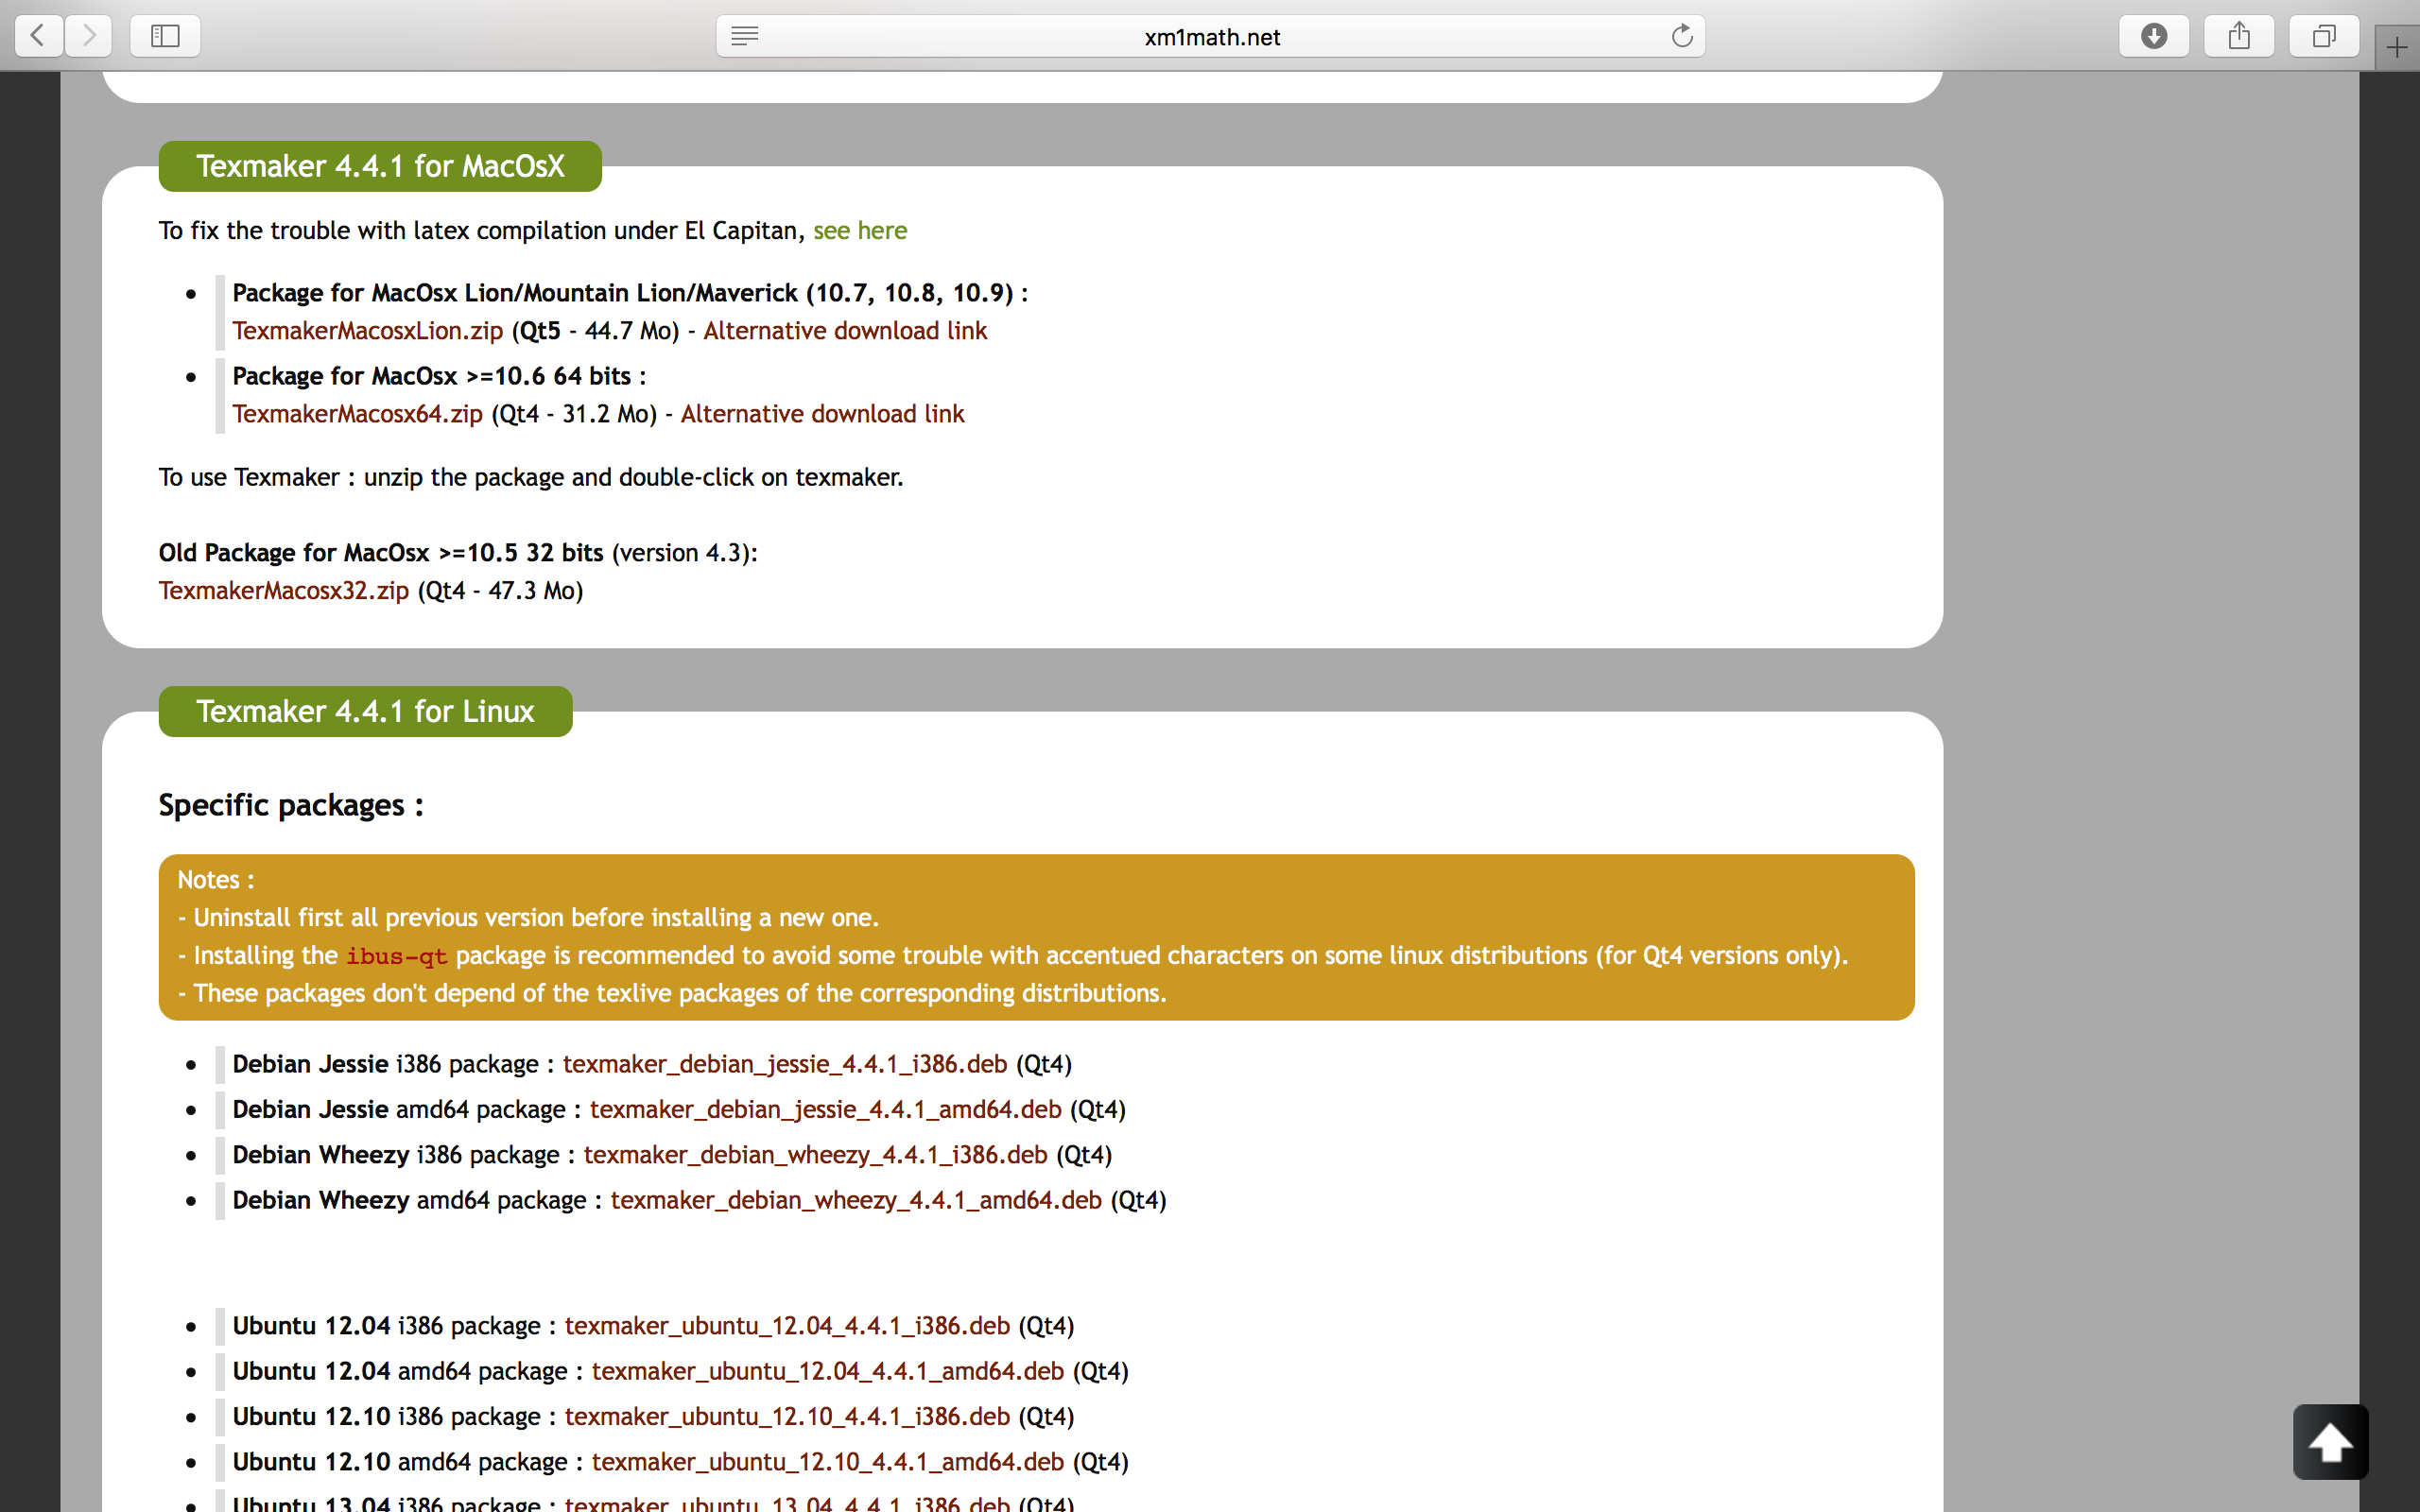 xm1math.net
Texmaker 4.4.1 for MacOsX
To fix the trouble with latex compilation under El Capitan, see here
Package for MacOsx Lion/Mountain Lion/Maverick (10.7, 10.8, 10.9) :
TexmakerMacosxLion.zip (Qt5 - 44.7 Mo) - Alternative download link
Package for MacOsx >=10.6 64 bits :
TexmakerMacosx64.zip (Qt4 - 31.2 Mo) - Alternative download link
To use Texmaker : unzip the package and double-click on texmaker.
Old Package for MacOsx >=10.5 32 bits (version 4.3):
TexmakerMacosx32.zip (Qt4 - 47.3 Mo)
Texmaker 4.4.1 for Linux
Specific packages :
Notes :
- Uninstall first all previous version before installing a new one.
- Installing the ibus-qt package is recommended to avoid some trouble with accentued characters on some linux distributions (for Qt4 versions only).
- These packages don't depend of the texlive packages of the corresponding distributions.
Debian Jessie i386 package : texmaker_debian_jessie_4.4.1_i386.deb (Qt4)
Debian Jessie amd64 package : texmaker_debian_jessie_4.4.1_amd64.deb (Qt4)
Debian Wheezy i386 package : texmaker_debian_wheezy_4.4.1_i386.deb (Qt4)
Debian Wheezy amd64 package : texmaker_debian_wheezy_4.4.1_amd64.deb (Qt4)
Ubuntu 12.04 i386 package : texmaker_ubuntu_12.04_4.4.1_i386.deb (Qt4)
Ubuntu 12.04 amd64 package : texmaker_ubuntu_12.04_4.4.1_amd64.deb (Qt4)
Ubuntu 12.10 i386 package : texmaker_ubuntu_12.10_4.4.1_i386.deb (Qt4)
Ubuntu 12.10 amd64 package : texmaker_ubuntu_12.10_4.4.1_amd64.deb (Qt4)
Ubuntu 13.04 i386 package : texmaker_ubuntu_13.04_4.4.1_i386.deb (Qt4)